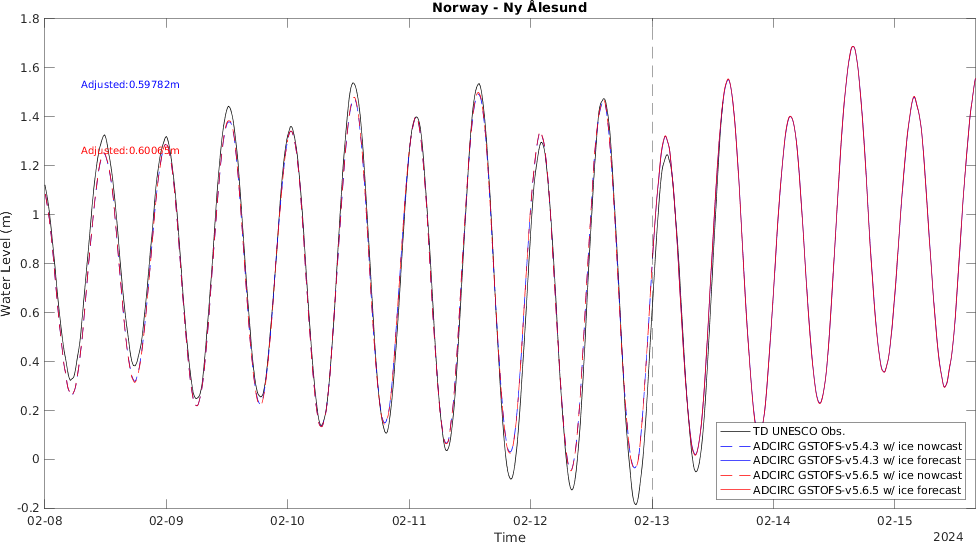 Norway - Ny Ålesund
1.8
1.6
1.4
1.2
1
0.8
0.6
0.4
0.2
0
-0.2
Water Level (m)
Adjusted:0.59782m
Adjusted:0.60065m
TD UNESCO Obs.
ADCIRC GSTOFS-v5.4.3 w/ ice nowcast
ADCIRC GSTOFS-v5.4.3 w/ ice forecast
ADCIRC GSTOFS-v5.6.5 w/ ice nowcast
ADCIRC GSTOFS-v5.6.5 w/ ice forecast
02-08 02-09 02-10 02-11 02-12 02-13 02-14 02-15
Time
2024